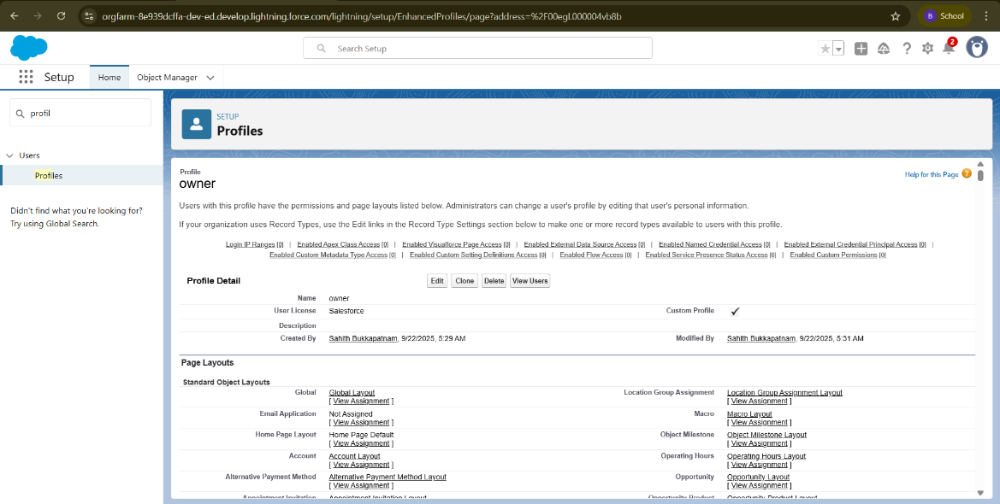 orgfarm-8e939dcffa-dev-ed.develop.lightning.force.com/lightning/setup/EnhancedProfiles/page?address=%2F00egL000004vb8b
B School
Search Setup
2
Setup Home Object Manager
profil
Users
Profiles
Didn't find what you're looking for?
Try using Global Search.
SETUP
Profiles
Profile
owner
Help for this Page ?
Users with this profile have the permissions and page layouts listed below. Administrators can change a user's profile by editing that user's personal information.
If your organization uses Record Types, use the Edit links in the Record Type Settings section below to make one or more record types available to users with this profile.
Login IP Ranges [0] | Enabled Apex Class Access [0] | Enabled Visualforce Page Access [0] | Enabled External Data Source Access [0] | Enabled Named Credential Access [0] | Enabled External Credential Principal Access [0] |
Enabled Custom Metadata Type Access [0] | Enabled Custom Setting Definitions Access [0] | Enabled Flow Access [0] | Enabled Service Presence Status Access [0] | Enabled Custom Permissions [0]
Profile Detail Edit Clone Delete View Users
Name owner
User License Salesforce Custom Profile ✓
Description
Created By Sahith Bukkapatnam, 9/22/2025, 5:29 AM Modified By Sahith Bukkapatnam, 9/22/2025, 5:31 AM
Page Layouts
Standard Object Layouts
Global Global Layout Location Group Assignment Location Group Assignment Layout
[ View Assignment ] [ View Assignment ]
Email Application Not Assigned Macro Macro Layout
[ View Assignment ] [ View Assignment ]
Home Page Layout Home Page Default Object Milestone Object Milestone Layout
[ View Assignment ] [ View Assignment ]
Account Account Layout Operating Hours Operating Hours Layout
[ View Assignment ] [ View Assignment ]
Alternative Payment Method Alternative Payment Method Layout Opportunity Opportunity Layout
[ View Assignment ] [ View Assignment ]
Appointment Invitation Appointment Invitation Layout Opportunity Product Opportunity Product Layout